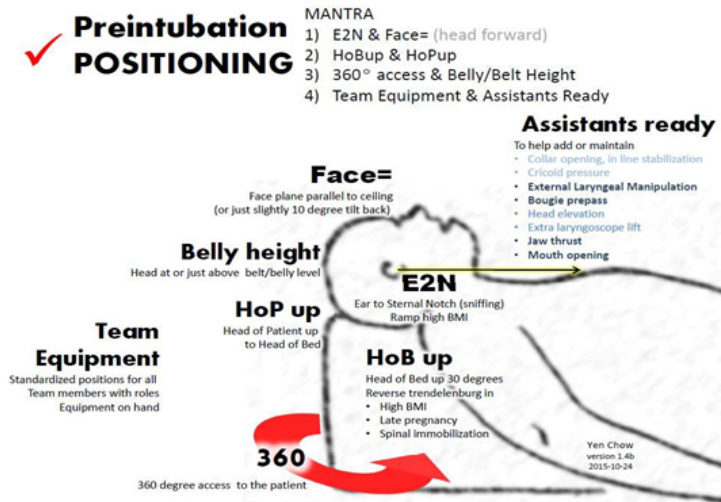 Preintubation
POSITIONING
MANTRA
1) E2N & Face= (head forward)
2) HoBup & HoPup
3) 360° access & Belly/Belt Height
4) Team Equipment & Assistants Ready
Assistants ready
To help add or maintain
• Collar opening, in line stabilization
• Cricoid pressure
• External Laryngeal Manipulation
• Bougie prepass
• Head elevation
• Extra laryngoscope lift
• Jaw thrust
• Mouth opening
Face=
Face plane parallel to ceiling
(or just slightly 10 degree tilt back)
Belly height
Head at or just above belt/belly level
E2N
Ear to Sternal Notch (sniffing)
Ramp high BMI
HoP up
Head of Patient up
to Head of Bed
Team
Equipment
Standardized positions for all
Team members with roles
Equipment on hand
HoB up
Head of Bed up 30 degrees
Reverse trendelenburg in
• High BMI
• Late pregnancy
• Spinal immobilization
360
360 degree access to the patient
Yen Chow
version 1.4b
2015-10-24